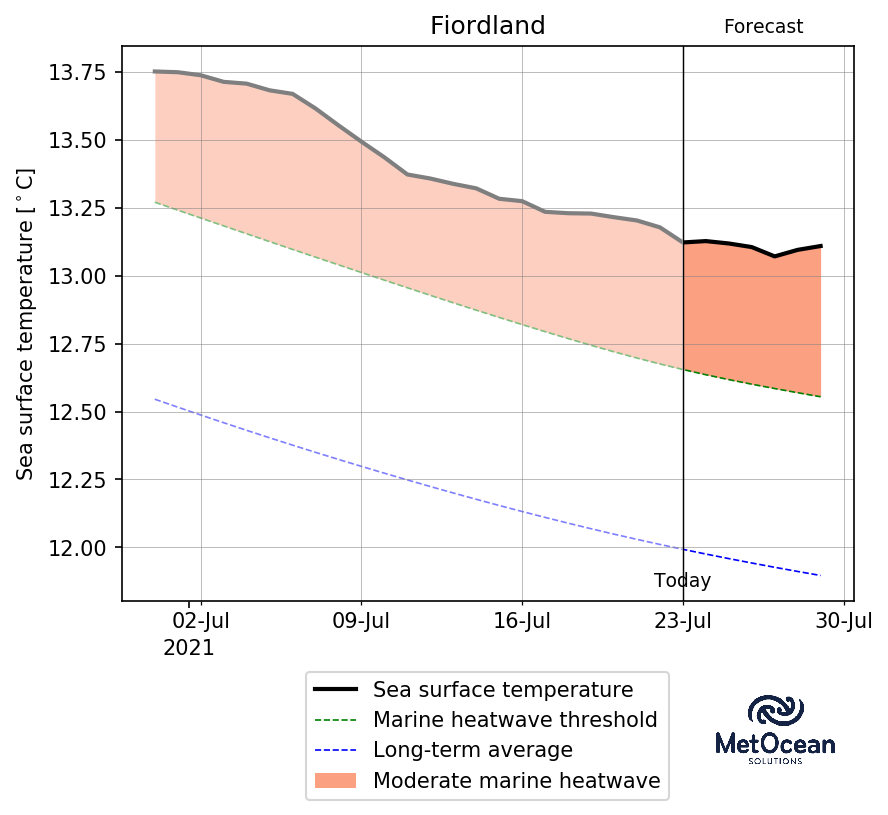 Fiordland
Forecast
Sea surface temperature [°C]
13.75
13.50
13.25
13.00
12.75
12.50
12.25
12.00
Today
02-Jul 09-Jul 16-Jul 23-Jul 30-Jul
2021
Sea surface temperature
Marine heatwave threshold
Long-term average
Moderate marine heatwave
MetOcean
SOLUTIONS